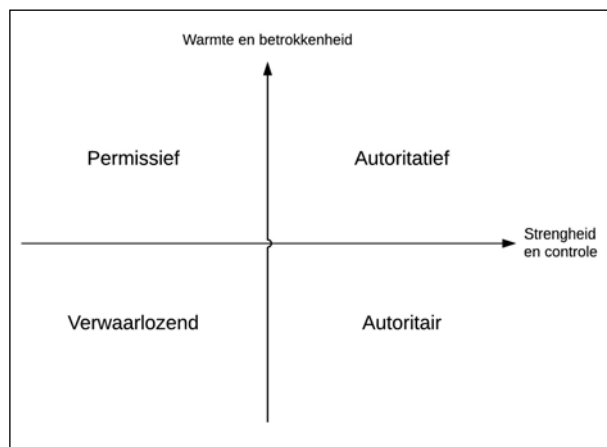 Warmte en betrokkenheid
Permissief
Autoritatief
Strengheid
en controle
Verwaarlozend
Autoritair